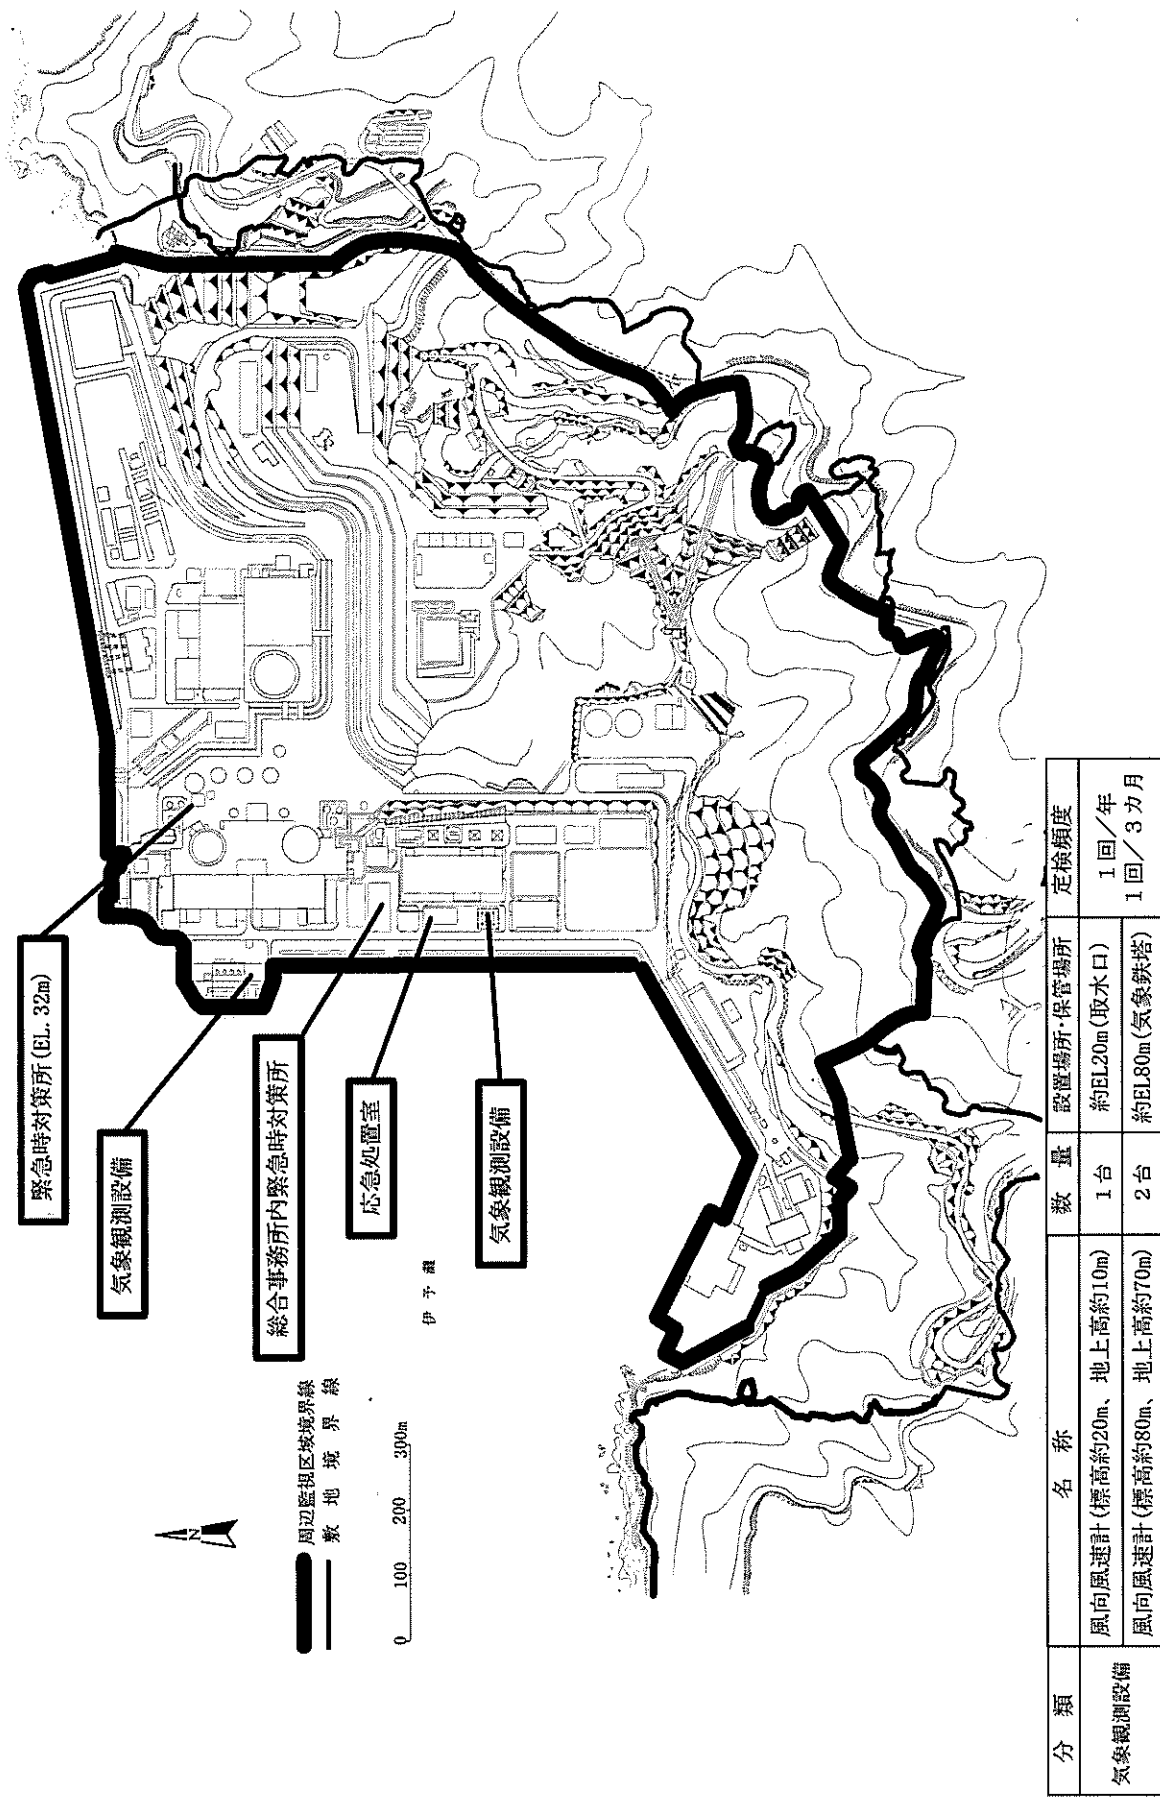 緊急時対策所(EL. 32m)
気象観測設備
総合事務所内緊急時対策所
応急処置室
気象観測設備
伊予灘
N
周辺監視区域境界線
敷地境界線
0 100 200 300m
分類 名称 数量 設置場所・保管場所 定検頻度
気象観測設備 風向風速計(標高約20m、地上高約10m) 1台 約EL20m(取水口) 1回/年
風向風速計(標高約80m、地上高約70m) 2台 約EL80m(気象鉄塔) 1回/3カ月